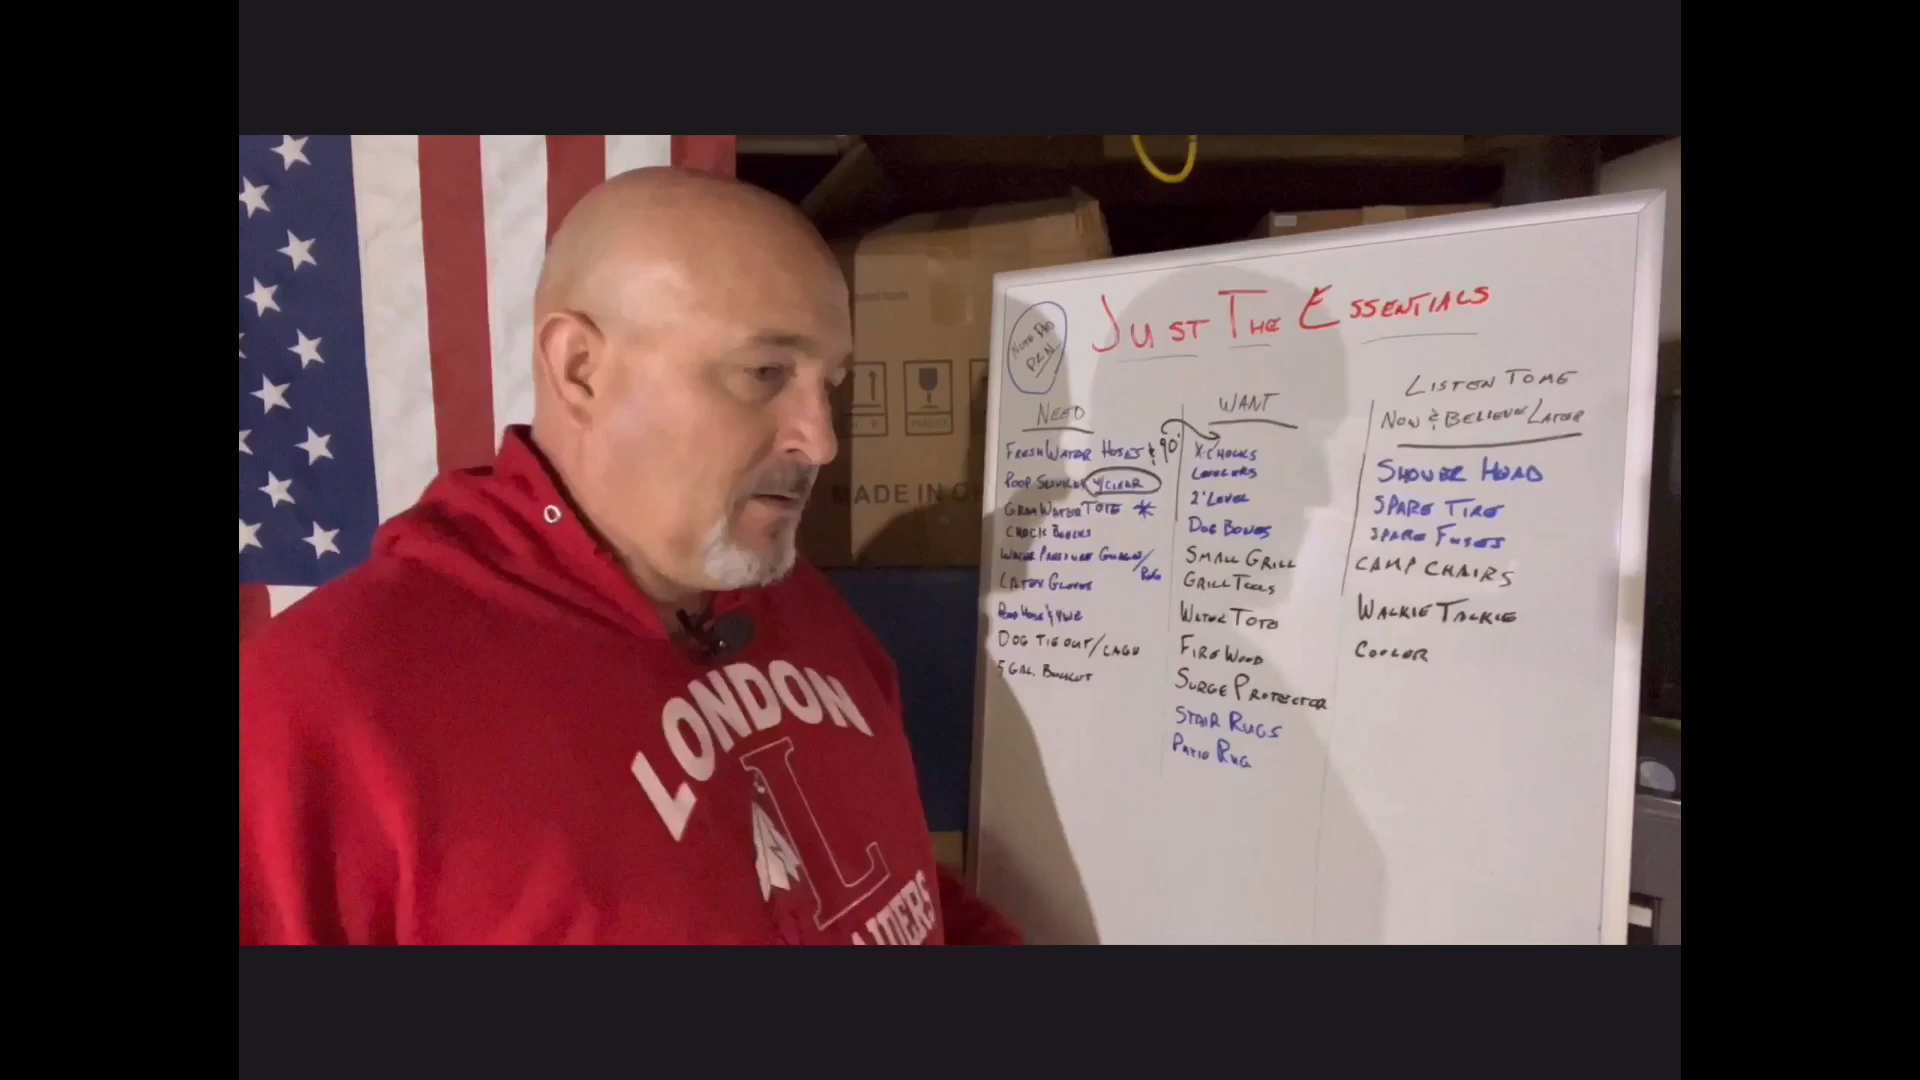 Just The Essentials
Note Pad
Pen
Need
Fresh Water Hoses & 90°
Poop w/Clear
Gray Water Tote *
Chock Blocks
Water Pressure
Latex Gloves
Dog Tie out/cage
5 Gal. Bucket
Want
X-Chocks
Levelers
2' Level
Dog Bones
Small Grill
Grill Tools
Water Tote
Fire Wood
Surge Protector
Stair Rugs
Patio Rug
Listen To me
Now & Believe Later
Shower Head
Spare Tire
Spare Fuses
Camp Chairs
Walkie Talkie
Cooler
MADE IN
LONDON
L